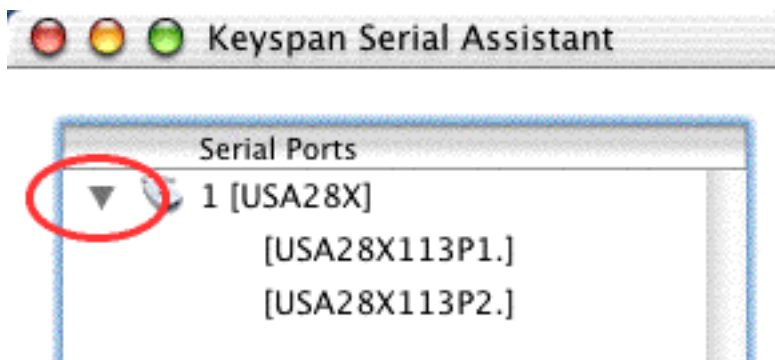 Keyspan Serial Assistant
Serial Ports
1 [USA28X]
[USA28X113P1.]
[USA28X113P2.]